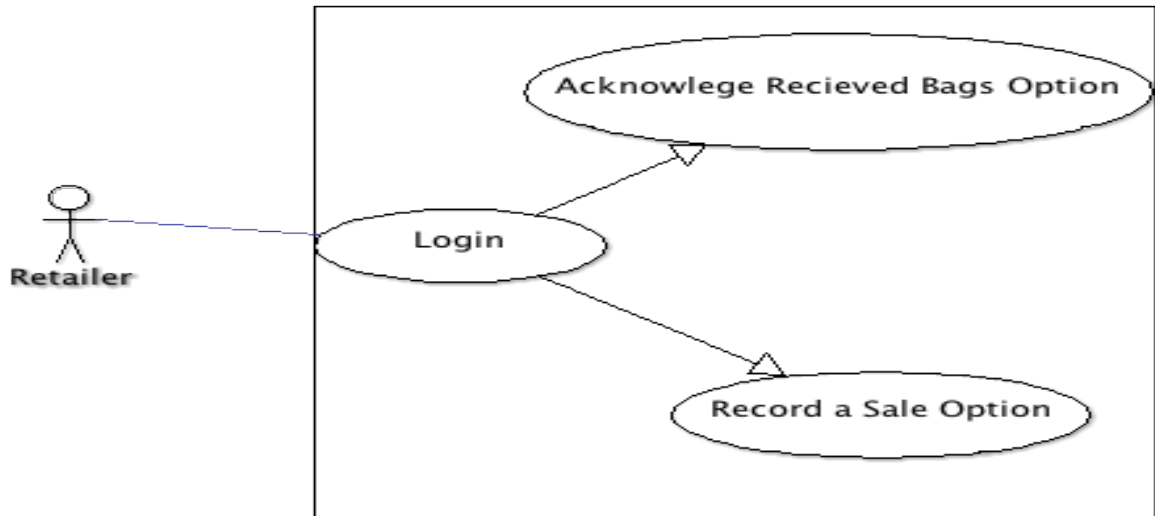 Acknowlege Recieved Bags Option
Login
Retailer
Record a Sale Option